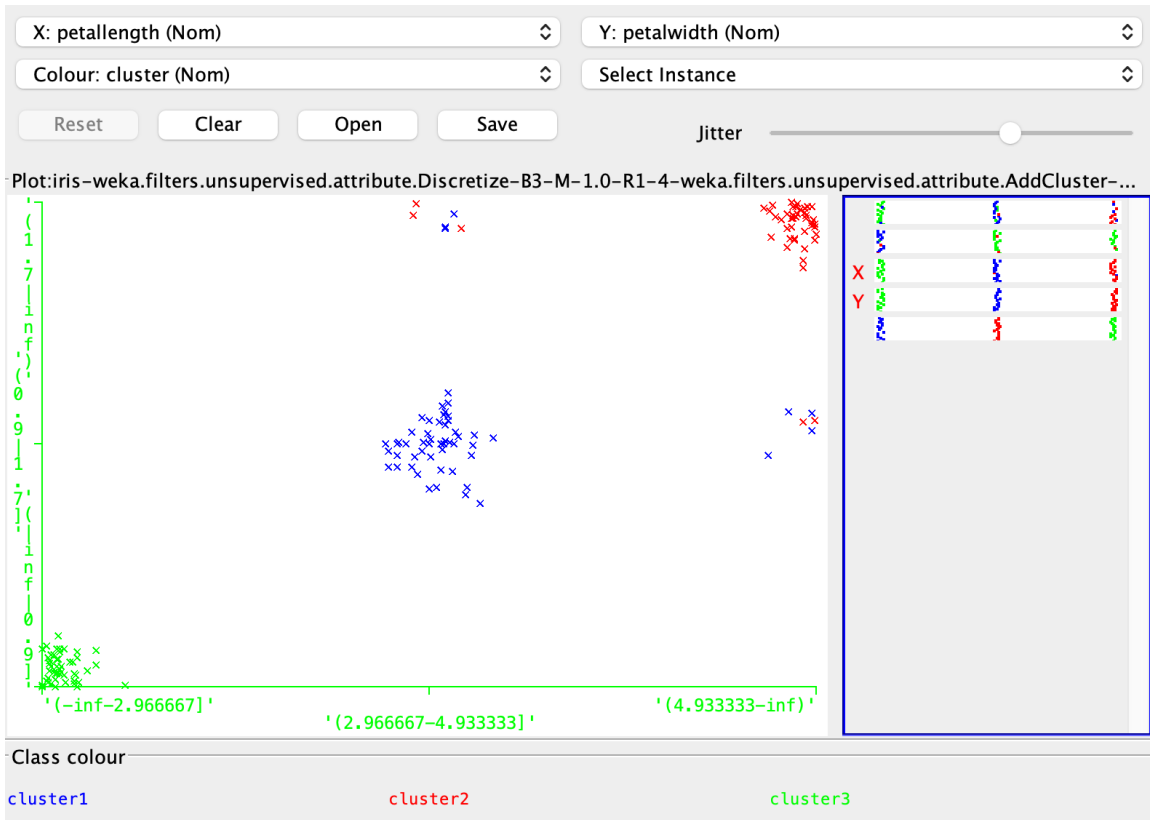 X: petallength (Nom)
Y: petalwidth (Nom)
Colour: cluster (Nom)
Select Instance
Reset
Clear
Open
Save
Jitter
Plot:iris-weka.filters.unsupervised.attribute.Discretize-B3-M-1.0-R1-4-weka.filters.unsupervised.attribute.AddCluster-...
'(1.7|inf)'
'(0.9|1.7]'
'(|inf|0.9]'
X
Y
'(-inf-2.966667]'
'(2.966667-4.933333]'
'(4.933333-inf)'
Class colour
cluster1
cluster2
cluster3